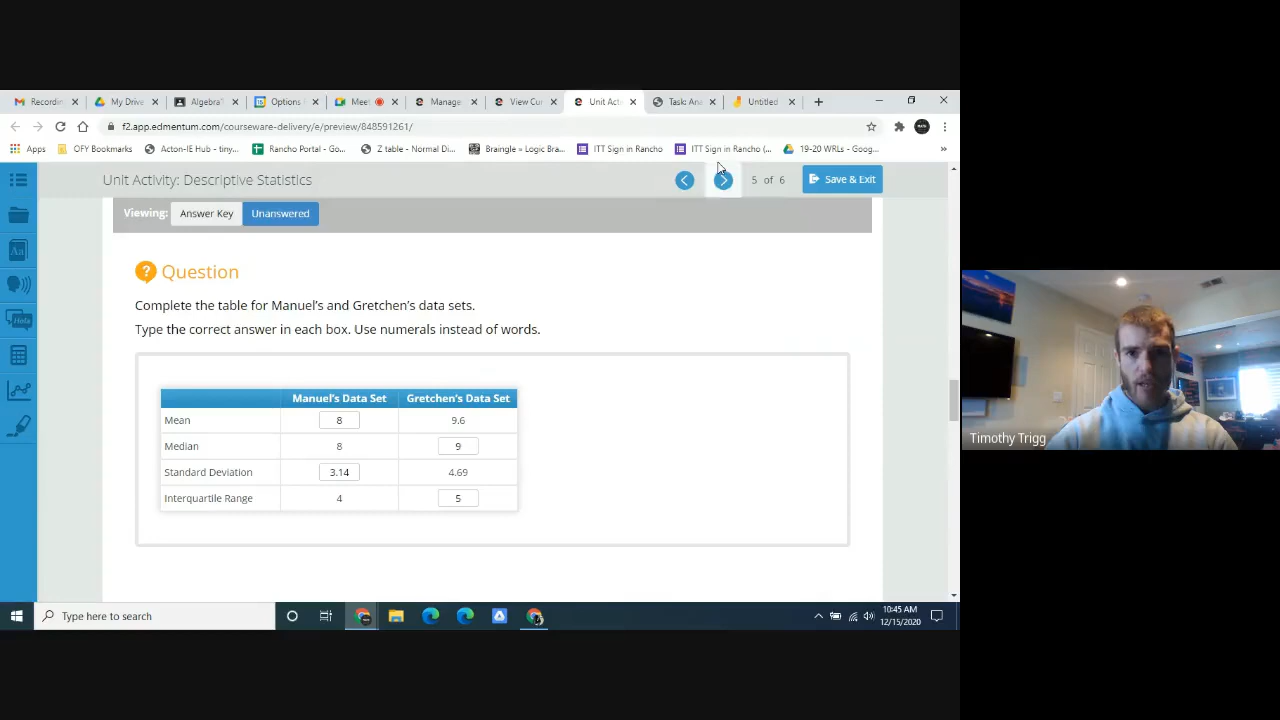 Recordin
My Drive
Algebra'
Options
Meet
Manage
View Cur
Unit Acti
Task: Ana
Untitled
f2.app.edmentum.com/courseware-delivery/e/preview/848591261/
Apps
OFY Bookmarks
Acton-IE Hub - tiny...
Rancho Portal - Go...
Z table - Normal Di...
Braingle » Logic Bra...
ITT Sign in Rancho
ITT Sign in Rancho (...
19-20 WRLs - Goog...
»
Unit Activity: Descriptive Statistics
5 of 6
Save & Exit
Viewing: Answer Key Unanswered
? Question
Complete the table for Manuel's and Gretchen's data sets.
Type the correct answer in each box. Use numerals instead of words.
Manuel's Data Set Gretchen's Data Set
Mean 8 9.6
Median 8 9
Standard Deviation 3.14 4.69
Interquartile Range 4 5
Aa
Hola
Timothy Trigg
Type here to search
10:45 AM
12/15/2020